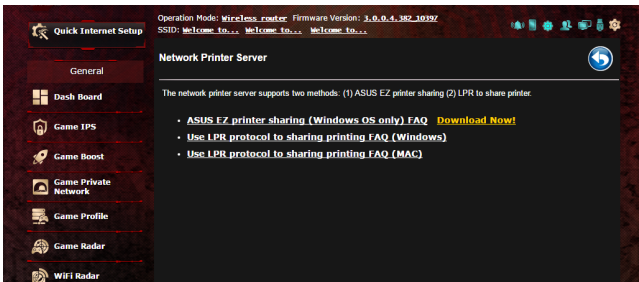 Operation Mode: Wireless router Firmware Version: 3.0.0.4.382_10397
SSID: Welcome to... Welcome to... Welcome to...
Quick Internet Setup
General
Dash Board
Game IPS
Game Boost
Game Private
Network
Game Profile
Game Radar
WiFi Radar
Network Printer Server
The network printer server supports two methods: (1) ASUS EZ printer sharing (2) LPR to share printer.
ASUS EZ printer sharing (Windows OS only) FAQ Download Now!
Use LPR protocol to sharing printing FAQ (Windows)
Use LPR protocol to sharing printing FAQ (MAC)